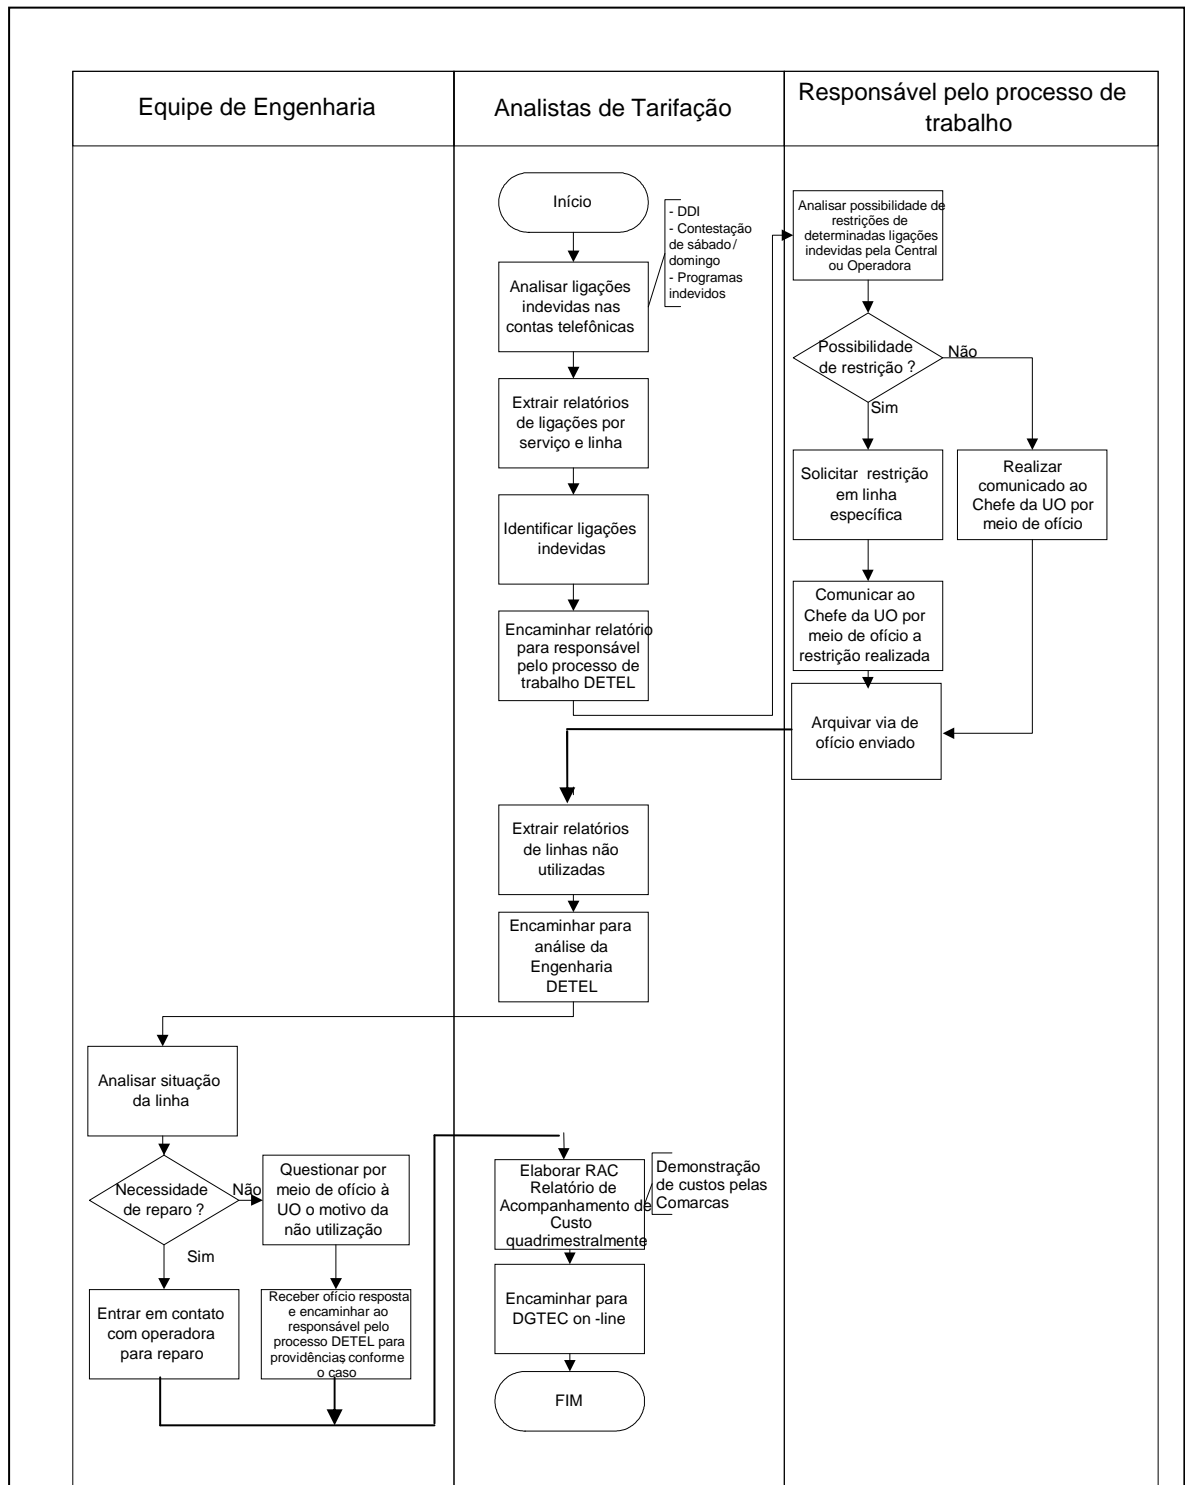 Equipe de Engenharia
Analistas de Tarifação
Responsável pelo processo de
trabalho
Início
- DDI
- Contestação
de sábado/
domingo
- Programas
indevidos
Analisar ligações
indevidas nas
contas telefônicas
Extrair relatórios
de ligações por
serviço e linha
Identificar ligações
indevidas
Encaminhar relatório
para responsável
pelo processo de
trabalho DETEL
Analisar possibilidade de
restrições de
determinadas ligações
indevidas pela Central
ou Operadora
Possibilidade
de restrição ?
Não
Sim
Solicitar restrição
em linha
específica
Realizar
comunicado ao
Chefe da UO por
meio de ofício
Comunicar ao
Chefe da UO por
meio de ofício a
restrição realizada
Arquivar via de
ofício enviado
Extrair relatórios
de linhas não
utilizadas
Encaminhar para
análise da
Engenharia
DETEL
Analisar situação
da linha
Necessidade
de reparo ?
Não
Sim
Questionar por
meio de ofício à
UO o motivo da
não utilização
Entrar em contato
com operadora
para reparo
Receber ofício resposta
e encaminhar ao
responsável pelo
processo DETEL para
providências conforme
o caso
Elaborar RAC
Relatório de
Acompanhamento de
Custo
quadrimestralmente
Demonstração
de custos pelas
Comarcas
Encaminhar para
DGTEC on -line
FIM